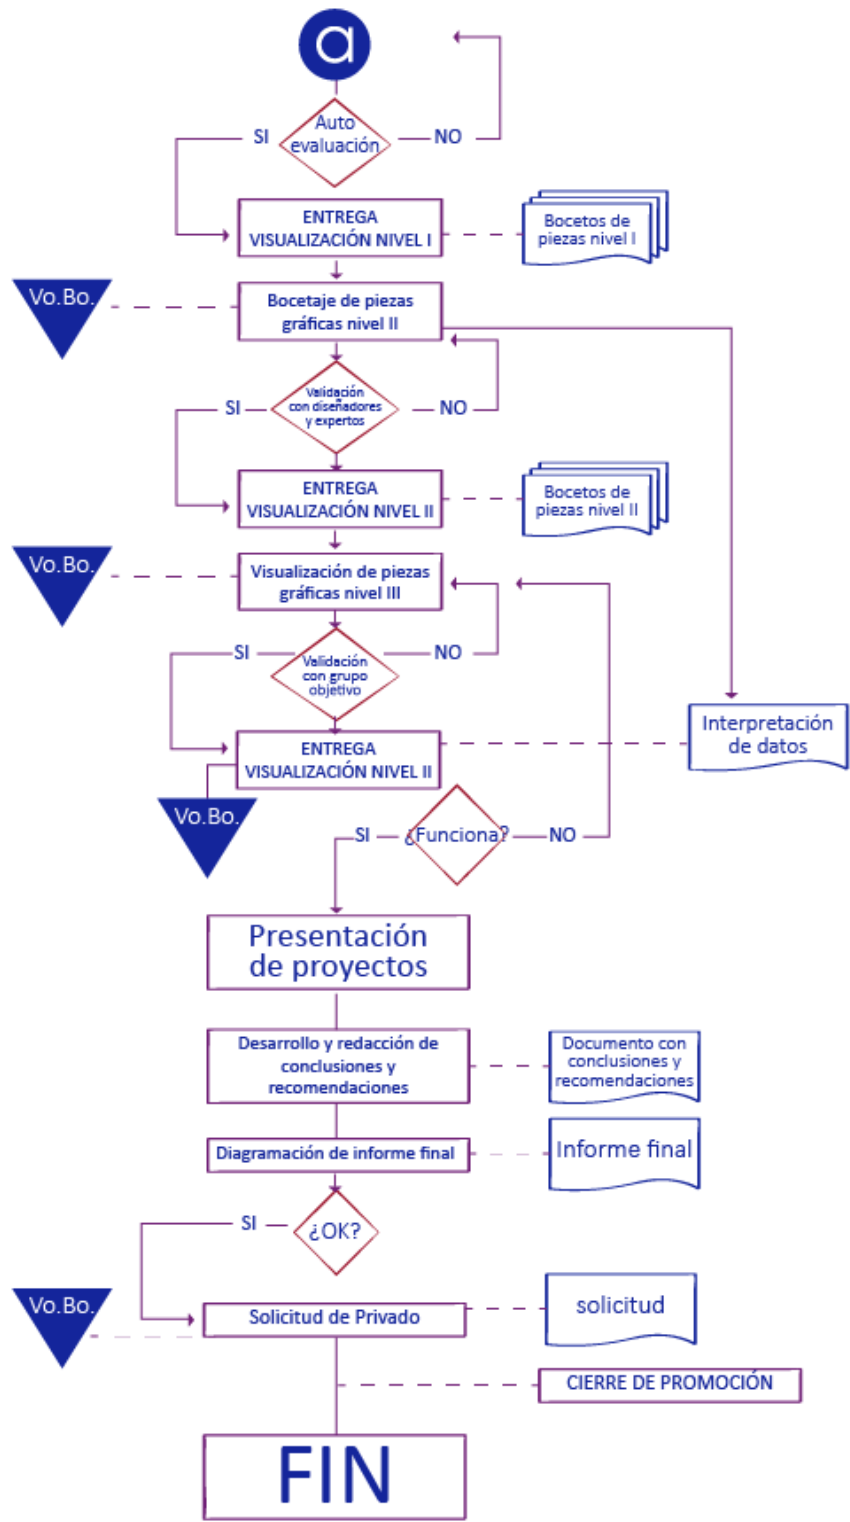 a
Auto
evaluación
SI
NO
ENTREGA
VISUALIZACIÓN NIVEL I
Bocetos de
piezas nivel I
Vo.Bo.
Bocetaje de piezas
gráficas nivel II
Validación
con diseñadores
y expertos
SI
NO
ENTREGA
VISUALIZACIÓN NIVEL II
Bocetos de
piezas nivel II
Vo.Bo.
Visualización de piezas
gráficas nivel III
SI
NO
Validación
con grupo
objetivo
Interpretación
de datos
ENTREGA
VISUALIZACIÓN NIVEL II
Vo.Bo.
SI
¿Funciona?
NO
Presentación
de proyectos
Desarrollo y redacción de
conclusiones y
recomendaciones
Documento con
conclusiones y
recomendaciones
Diagramación de informe final
Informe final
SI
¿OK?
Vo.Bo.
Solicitud de Privado
solicitud
CIERRE DE PROMOCIÓN
FIN